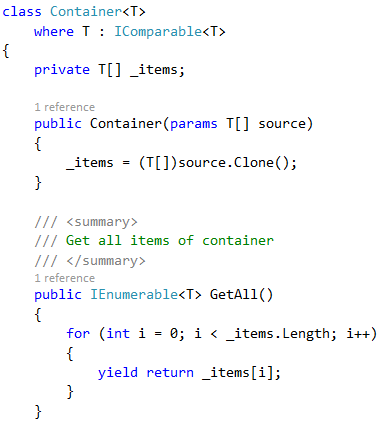 class Container<T>
    where T : IComparable<T>
{
    private T[] _items;

    1 reference
    public Container(params T[] source)
    {
        _items = (T[])source.Clone();
    }

    /// <summary>
    /// Get all items of container
    /// </summary>
    1 reference
    public IEnumerable<T> GetAll()
    {
        for (int i = 0; i < _items.Length; i++)
        {
            yield return _items[i];
        }
    }